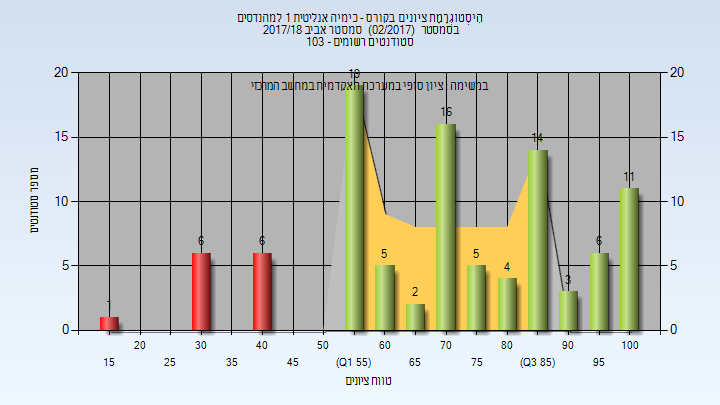 היסטוגרמת ציונים בקורס - כימיה אנליטית 1 למהנדסים
בסמסטר (02/2017) סמסטר אביב 2017/18
סטודנטים רשומים - 103
במשימה : ציון סופי במערכת האקדמית במחשב המרכזי
מספר סטודנטים
20 15 10 5 0
20 15 10 5 0
1 6 6 19 5 2 16 5 4 14 3 6 11
20 30 40 50 60 70 80 90 100
15 25 35 45 (Q1 55) 65 75 (Q3 85) 95
טווח ציונים